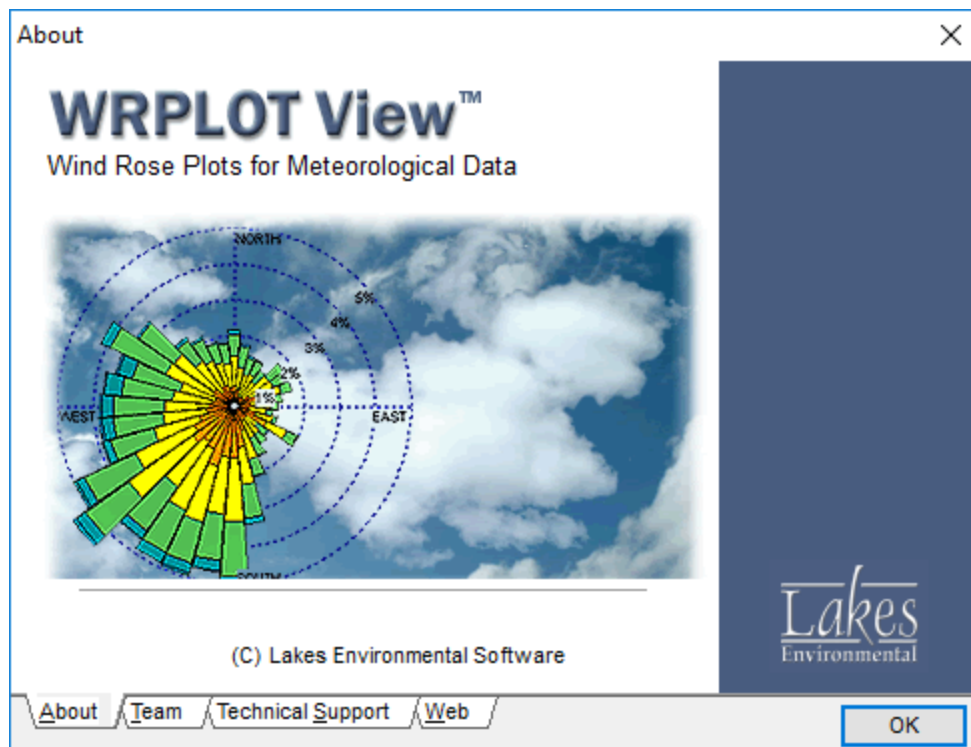 About
WRPLOT View™
Wind Rose Plots for Meteorological Data
NORTH
5%
4%
3%
2%
1%
WEST
EAST
SOUTH
(C) Lakes Environmental Software
Lakes
Environmental
About Team Technical Support Web
OK